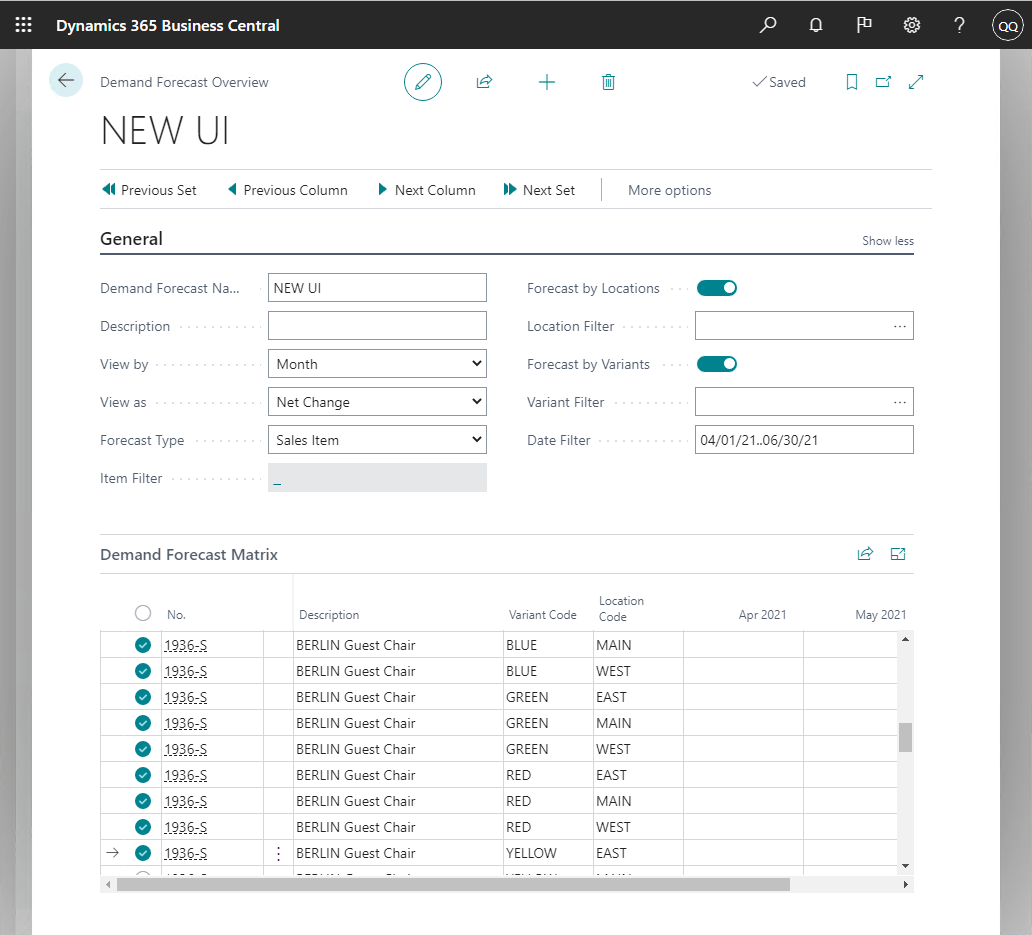 Dynamics 365 Business Central
QQ
Demand Forecast Overview
Saved
NEW UI
Previous Set
Previous Column
Next Column
Next Set
More options
General
Show less
Demand Forecast Na...
NEW UI
Forecast by Locations
Description
Location Filter
...
View by
Month
Forecast by Variants
View as
Net Change
Variant Filter
...
Forecast Type
Sales Item
Date Filter
04/01/21..06/30/21
Item Filter
_
Demand Forecast Matrix
No. Description Variant Code Location Code Apr 2021 May 2021
1936-S BERLIN Guest Chair BLUE MAIN
1936-S BERLIN Guest Chair BLUE WEST
1936-S BERLIN Guest Chair GREEN EAST
1936-S BERLIN Guest Chair GREEN MAIN
1936-S BERLIN Guest Chair GREEN WEST
1936-S BERLIN Guest Chair RED EAST
1936-S BERLIN Guest Chair RED MAIN
1936-S BERLIN Guest Chair RED WEST
1936-S BERLIN Guest Chair YELLOW EAST